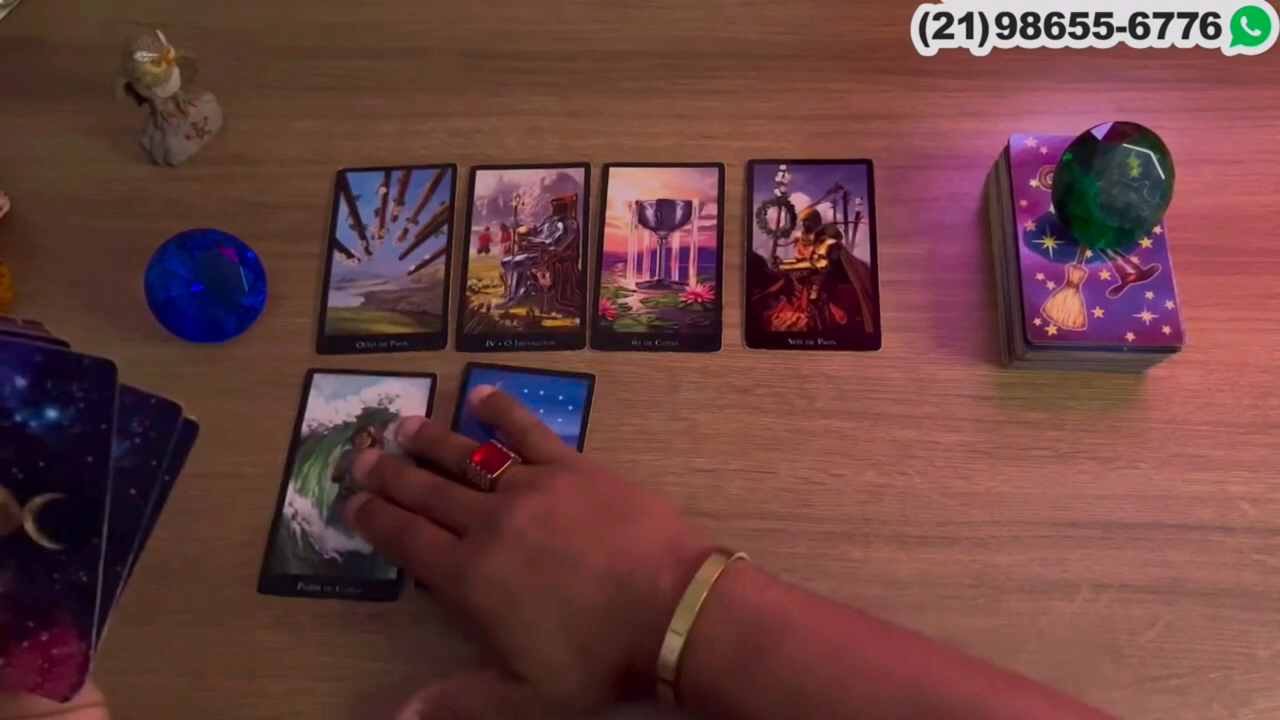 (21)98655-6776
OITO DE PAUS
IV • O IMPERADOR
ÁS DE COPAS
SEIS DE PAUS